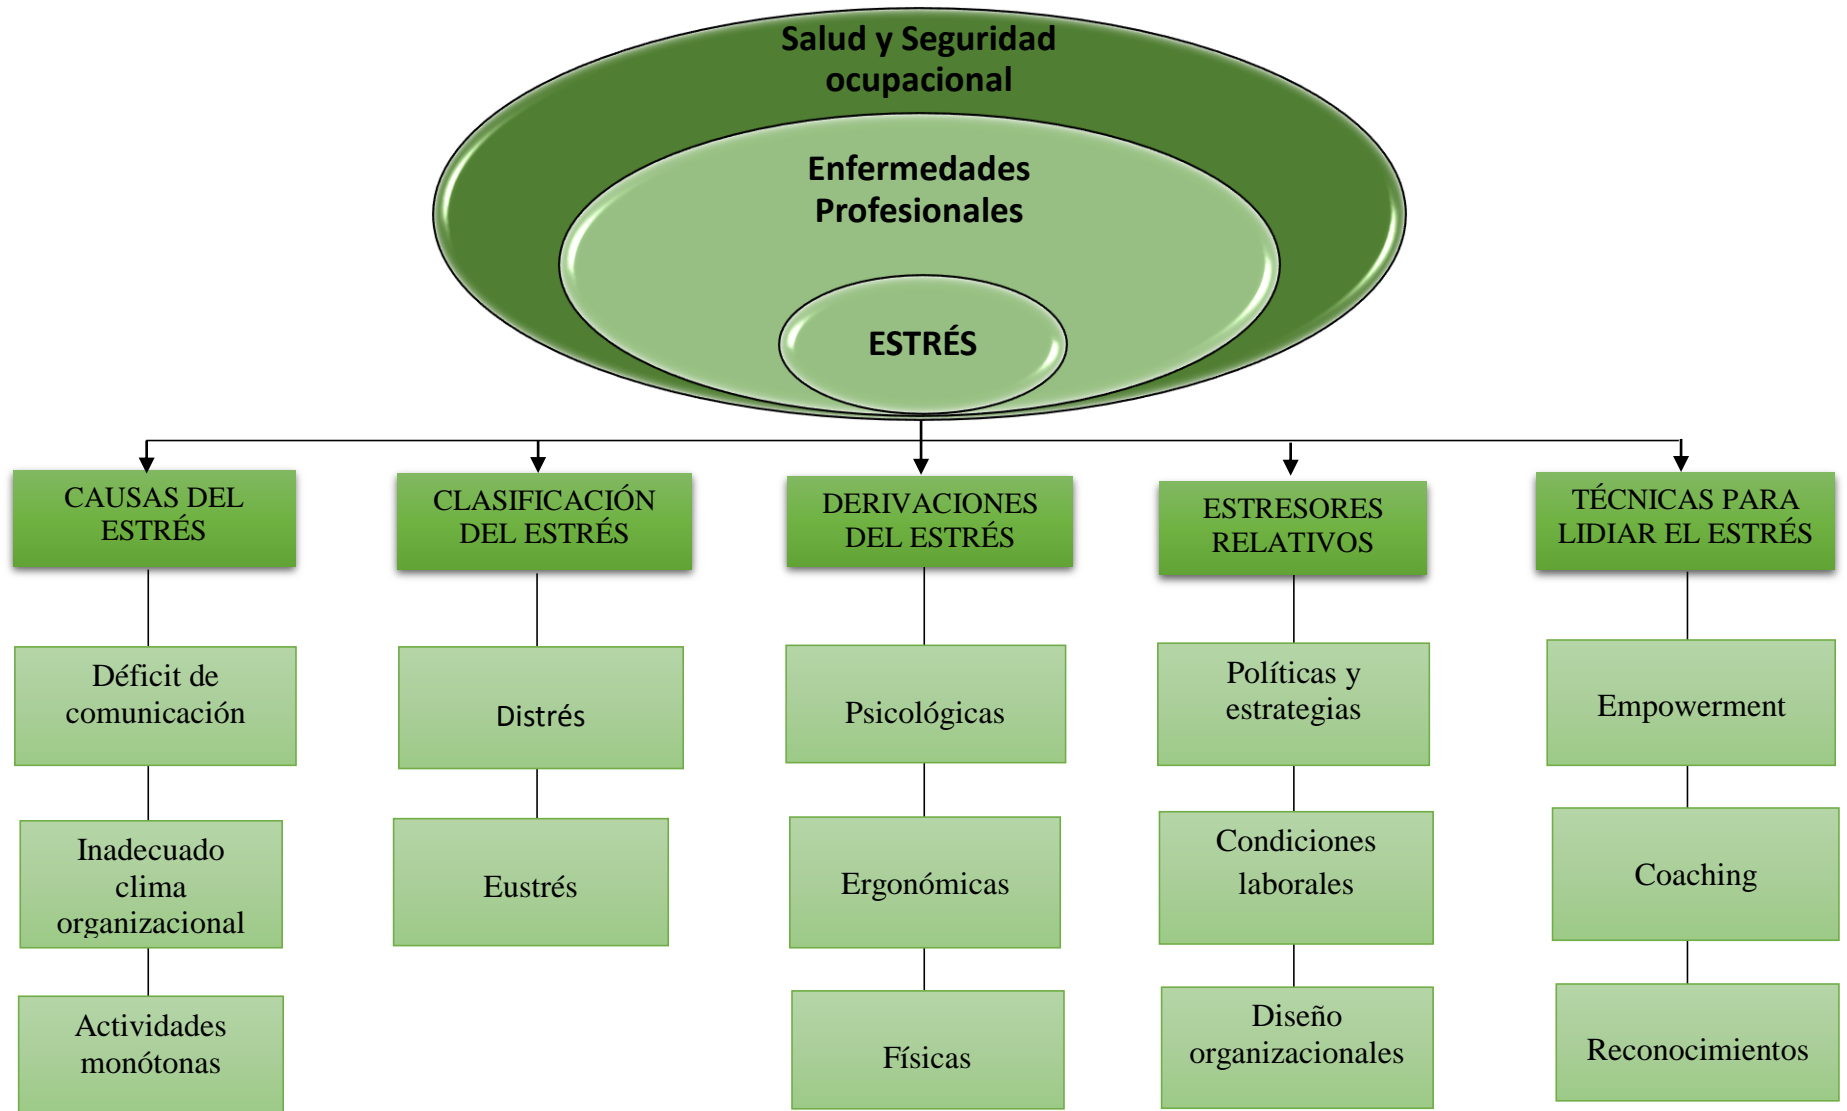 Salud y Seguridad
ocupacional
Enfermedades
Profesionales
ESTRÉS
CAUSAS DEL
ESTRÉS
Déficit de
comunicación
Inadecuado
clima
organizacional
Actividades
monótonas
CLASIFICACIÓN
DEL ESTRÉS
Distrés
Eustrés
DERIVACIONES
DEL ESTRÉS
Psicológicas
Ergonómicas
Físicas
ESTRESORES
RELATIVOS
Políticas y
estrategias
Condiciones
laborales
Diseño
organizacionales
TÉCNICAS PARA
LIDIAR EL ESTRÉS
Empowerment
Coaching
Reconocimientos